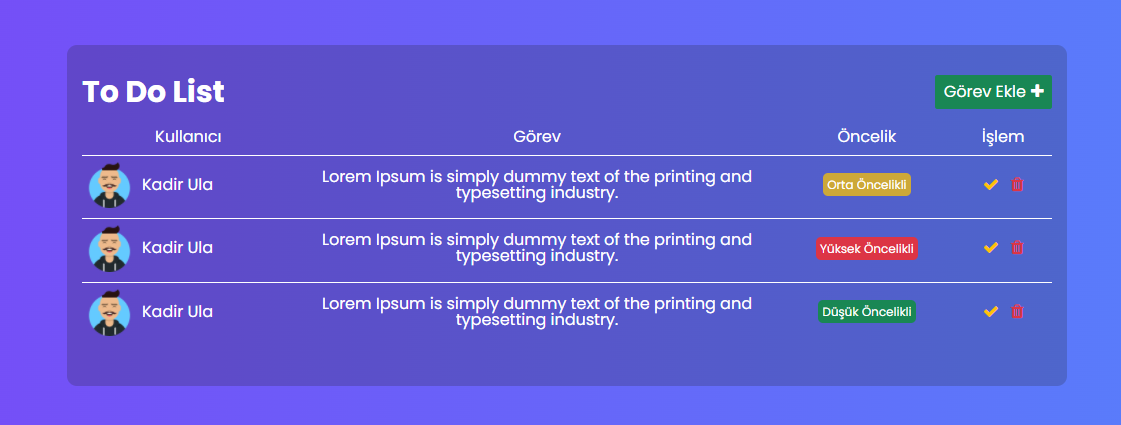 To Do List
Görev Ekle
Kullanıcı Görev Öncelik İşlem
Kadir Ula
Lorem Ipsum is simply dummy text of the printing and
typesetting industry.
Orta Öncelikli
Kadir Ula
Lorem Ipsum is simply dummy text of the printing and
typesetting industry.
Yüksek Öncelikli
Kadir Ula
Lorem Ipsum is simply dummy text of the printing and
typesetting industry.
Düşük Öncelikli